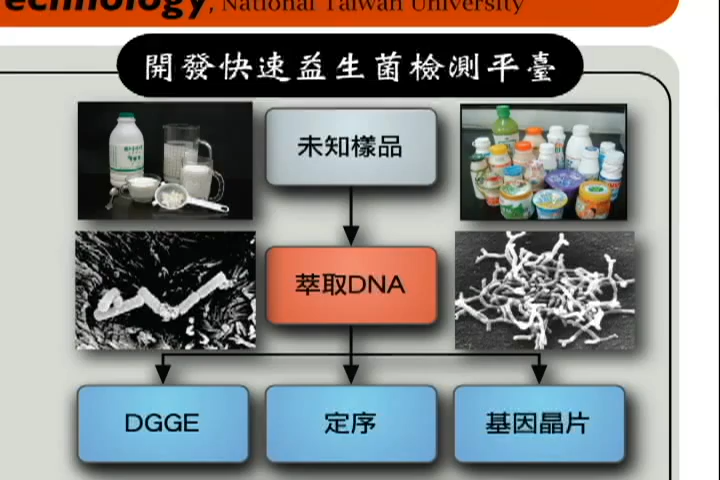 echnology, National Taiwan University
開發快速益生菌檢測平臺
未知樣品
萃取DNA
DGGE
定序
基因晶片